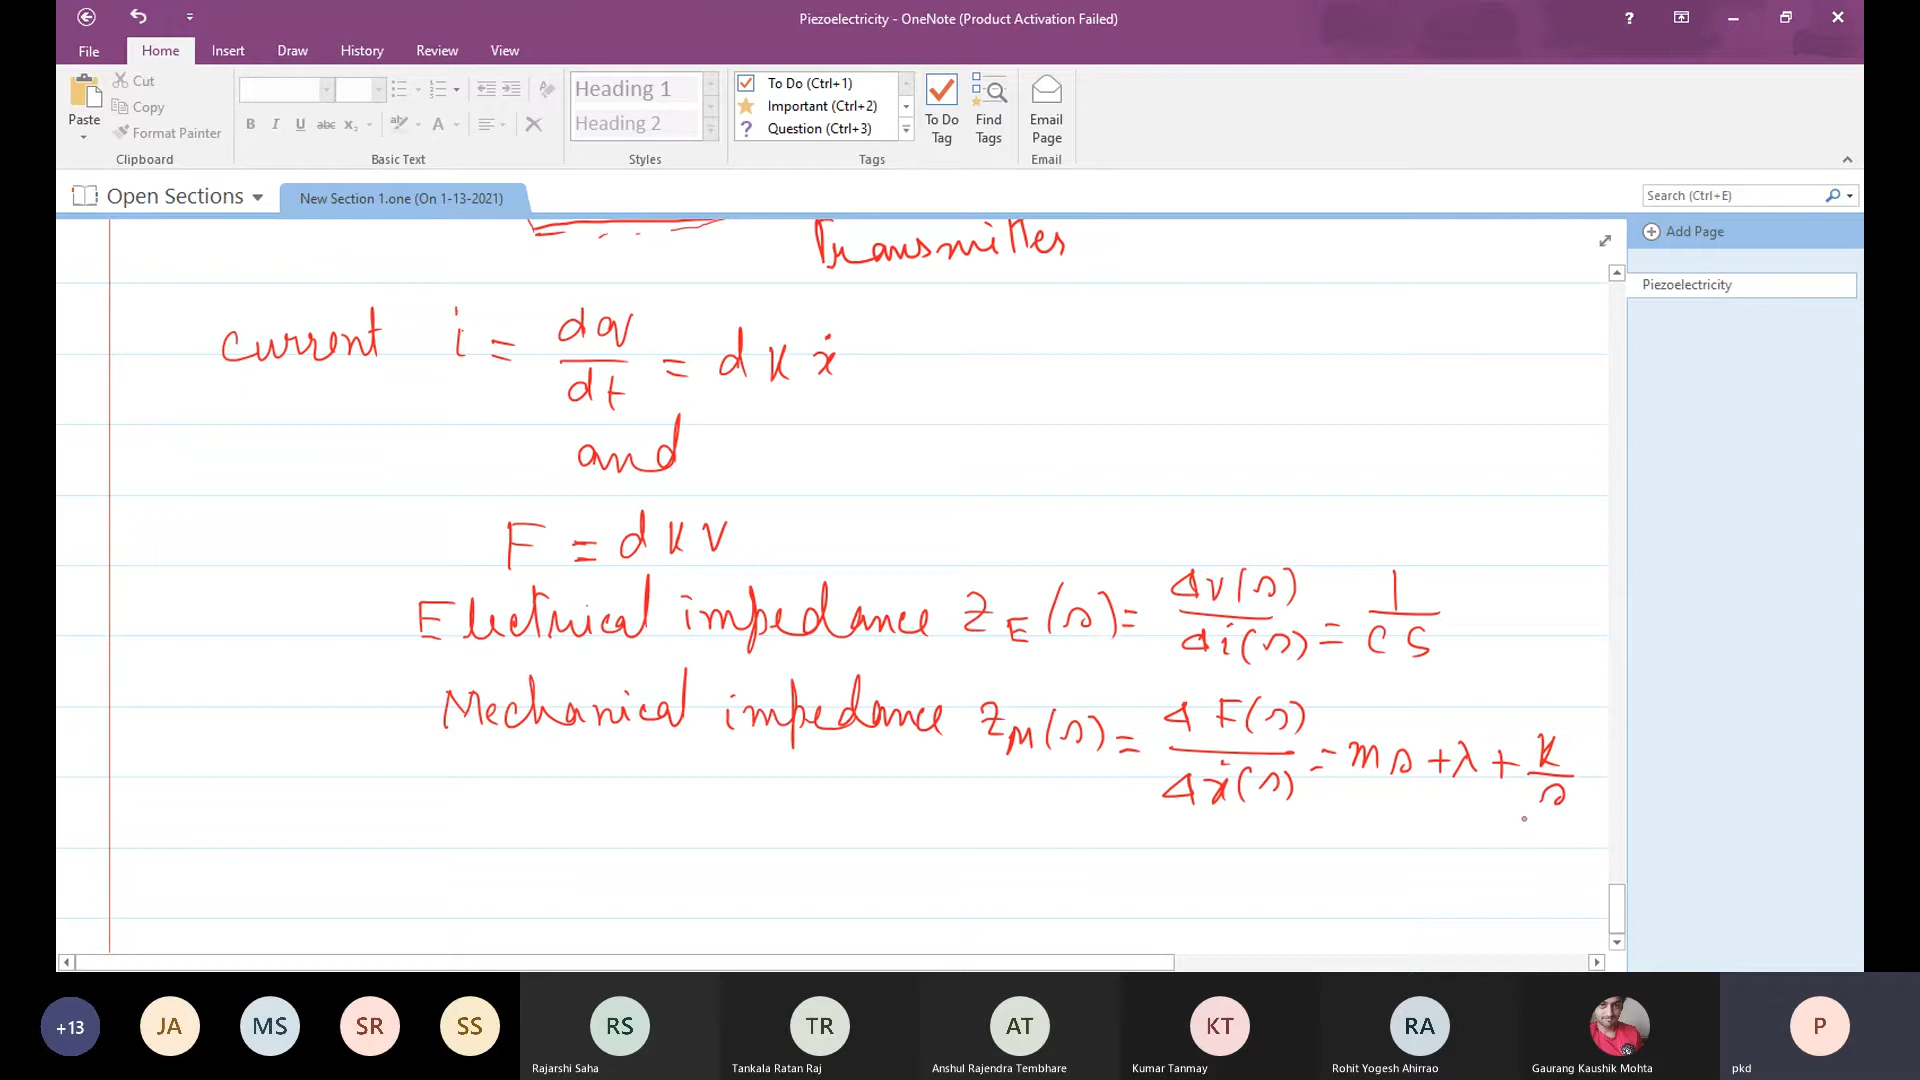 Piezoelectricity - OneNote (Product Activation Failed)
?
File Home Insert Draw History Review View
Paste
Cut
Copy
Format Painter
Clipboard
B I U abc x₂ A
Basic Text
Heading 1
Heading 2
Styles
To Do (Ctrl+1)
Important (Ctrl+2)
? Question (Ctrl+3)
To Do Tag
Find Tags
Tags
Email Page
Email
Open Sections
New Section 1.one (On 1-13-2021)
Search (Ctrl+E)
Add Page
Piezoelectricity
Transmitter
Current i = dq/dt = d k ẋ
and
F = d k V
Electrical impedance Z_E(s) = ΔV(s)/Δi(s) = 1/CS
Mechanical impedance Z_M(s) = ΔF(s)/Δẋ(s) = ms + λ + k/s
+13 JA MS SR SS RS TR AT KT RA P
Rajarshi Saha Tankala Ratan Raj Anshul Rajendra Tembhare Kumar Tanmay Rohit Yogesh Ahirrao Gaurang Kaushik Mohta pkd